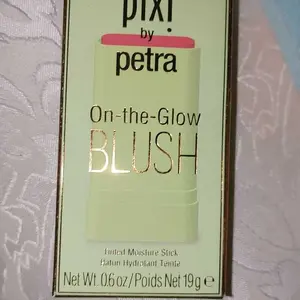 pixi
by
petra
On-the-Glow
BLUSH
Tinted Moisture Stick
Baton Hydratant Teinté
Net Wt. 0.6 oz / Poids Net 19 g e